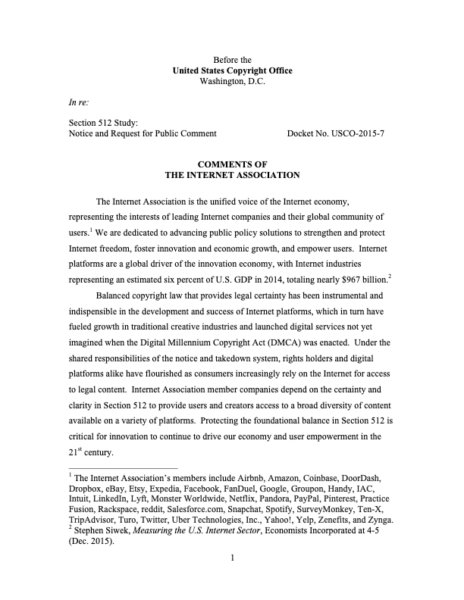 Before the
United States Copyright Office
Washington, D.C.
In re:
Section 512 Study:
Notice and Request for Public Comment Docket No. USCO-2015-7
COMMENTS OF
THE INTERNET ASSOCIATION
The Internet Association is the unified voice of the Internet economy,
representing the interests of leading Internet companies and their global community of
users.1 We are dedicated to advancing public policy solutions to strengthen and protect
Internet freedom, foster innovation and economic growth, and empower users. Internet
platforms are a global driver of the innovation economy, with Internet industries
representing an estimated six percent of U.S. GDP in 2014, totaling nearly $967 billion.2
Balanced copyright law that provides legal certainty has been instrumental and
indispensible in the development and success of Internet platforms, which in turn have
fueled growth in traditional creative industries and launched digital services not yet
imagined when the Digital Millennium Copyright Act (DMCA) was enacted. Under the
shared responsibilities of the notice and takedown system, rights holders and digital
platforms alike have flourished as consumers increasingly rely on the Internet for access
to legal content. Internet Association member companies depend on the certainty and
clarity in Section 512 to provide users and creators access to a broad diversity of content
available on a variety of platforms. Protecting the foundational balance in Section 512 is
critical for innovation to continue to drive our economy and user empowerment in the
21st century.
1 The Internet Association's members include Airbnb, Amazon, Coinbase, DoorDash,
Dropbox, eBay, Etsy, Expedia, Facebook, FanDuel, Google, Groupon, Handy, IAC,
Intuit, LinkedIn, Lyft, Monster Worldwide, Netflix, Pandora, PayPal, Pinterest, Practice
Fusion, Rackspace, reddit, Salesforce.com, Snapchat, Spotify, SurveyMonkey, Ten-X,
TripAdvisor, Turo, Twitter, Uber Technologies, Inc., Yahoo!, Yelp, Zenefits, and Zynga.
2 Stephen Siwek, Measuring the U.S. Internet Sector, Economists Incorporated at 4-5
(Dec. 2015).
1